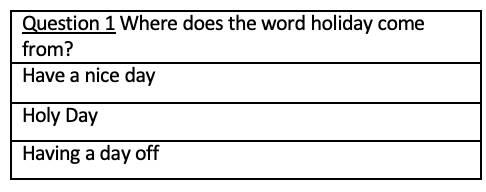 Question 1 Where does the word holiday come
from?
Have a nice day
Holy Day
Having a day off